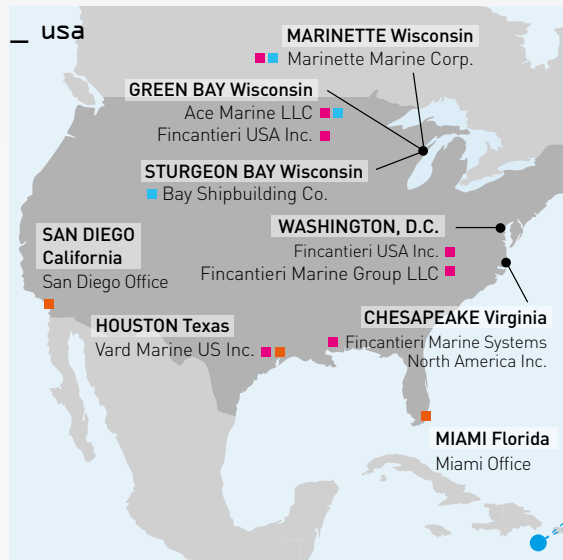 _ usa
MARINETTE Wisconsin
Marinette Marine Corp.
GREEN BAY Wisconsin
Ace Marine LLC
Fincantieri USA Inc.
STURGEON BAY Wisconsin
Bay Shipbuilding Co.
WASHINGTON, D.C.
Fincantieri USA Inc.
Fincantieri Marine Group LLC
SAN DIEGO
California
San Diego Office
HOUSTON Texas
Vard Marine US Inc.
CHESAPEAKE Virginia
Fincantieri Marine Systems
North America Inc.
MIAMI Florida
Miami Office